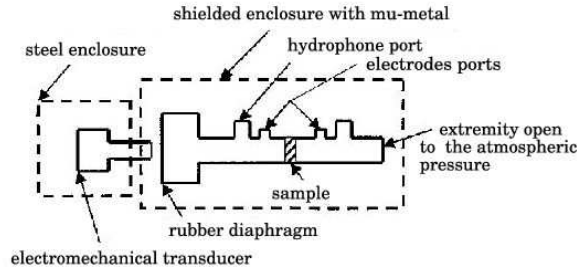 shielded enclosure with mu-metal
hydrophone port
steel enclosure
electrodes ports
extremity open
to the atmospheric
pressure
sample
rubber diaphragm
electromechanical transducer